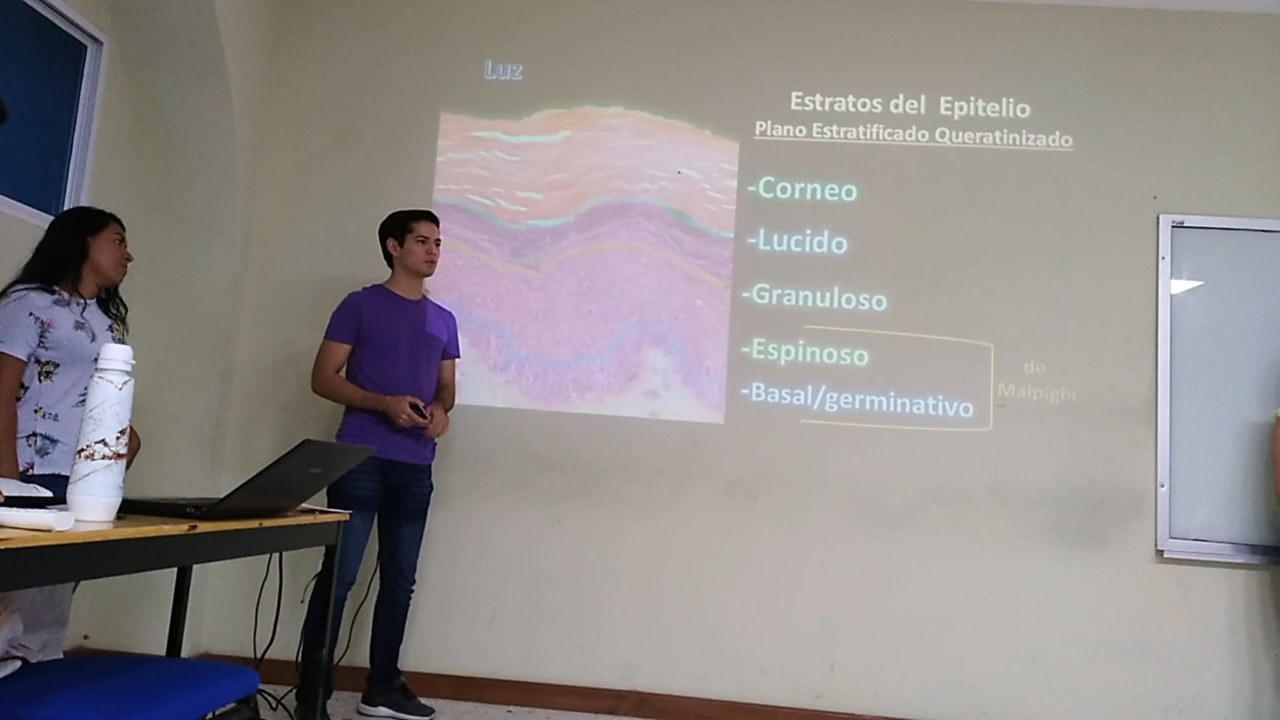 Luz
Estratos del Epitelio
Plano Estratificado Queratinizado
-Corneo
-Lucido
-Granuloso
-Espinoso
-Basal/germinativo
de
Malpighi